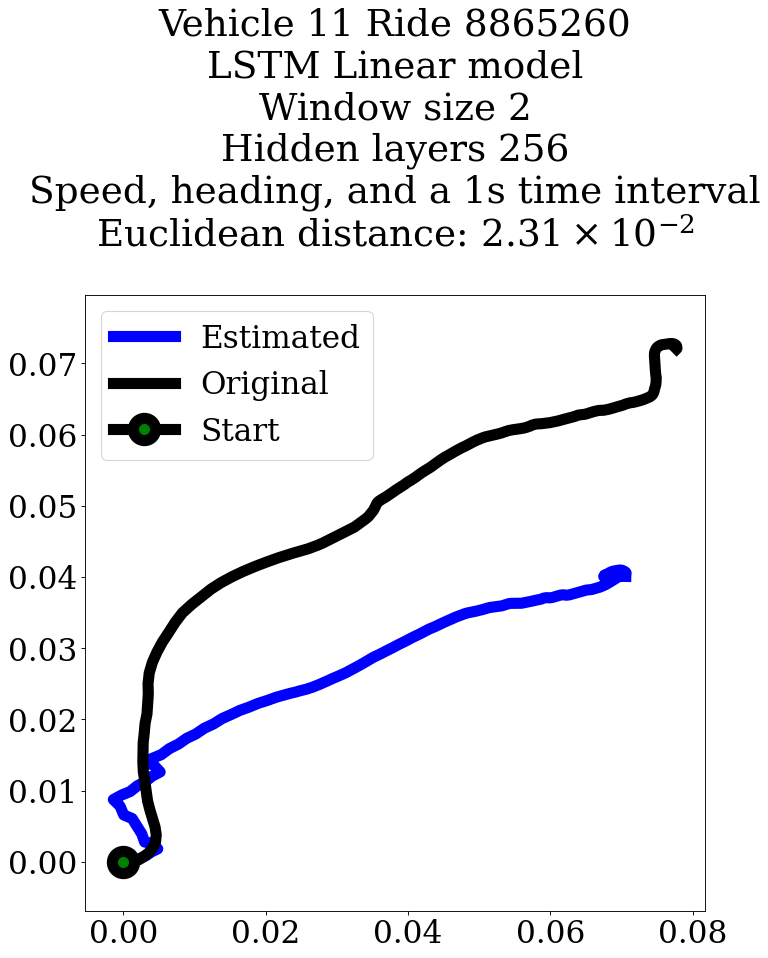 Vehicle 11 Ride 8865260
LSTM Linear model
Window size 2
Hidden layers 256
Speed, heading, and a 1s time interval
Euclidean distance: 2.31 × 10⁻²
Estimated
Original
Start
0.07
0.06
0.05
0.04
0.03
0.02
0.01
0.00
0.00 0.02 0.04 0.06 0.08